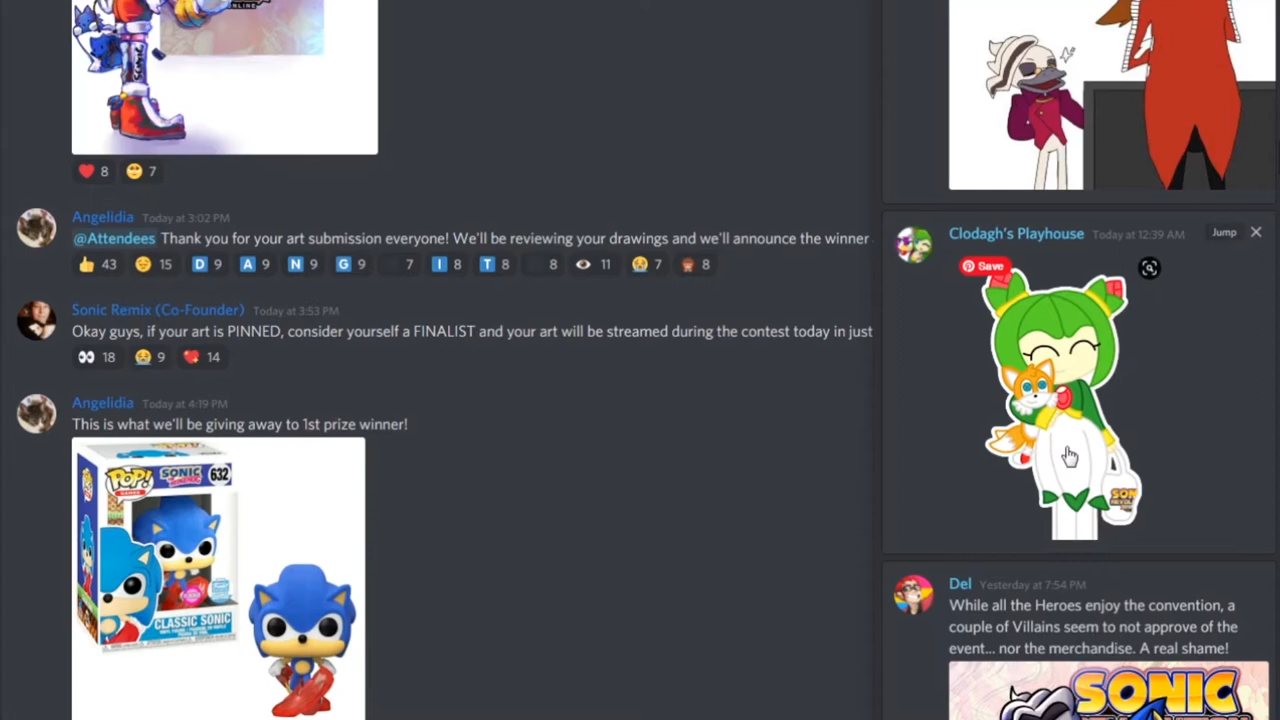 ONLINE
SONIC
8
7
Angelidia Today at 3:02 PM
@Attendees Thank you for your art submission everyone! We'll be reviewing your drawings and we'll announce the winner
43 15 D 9 A 9 N 9 G 9 7 I 8 T 8 8 11 7 8
Sonic Remix (Co-Founder) Today at 3:53 PM
Okay guys, if your art is PINNED, consider yourself a FINALIST and your art will be streamed during the contest today in just
18 9 14
Angelidia Today at 4:19 PM
This is what we'll be giving away to 1st prize winner!
POP!
GAMES
SONIC
632
CLASSIC SONIC
Clodagh's Playhouse Today at 12:39 AM Jump
Save
SON
Del Yesterday at 7:54 PM
While all the Heroes enjoy the convention, a
couple of Villains seem to not approve of the
event... nor the merchandise. A real shame!
SONIC